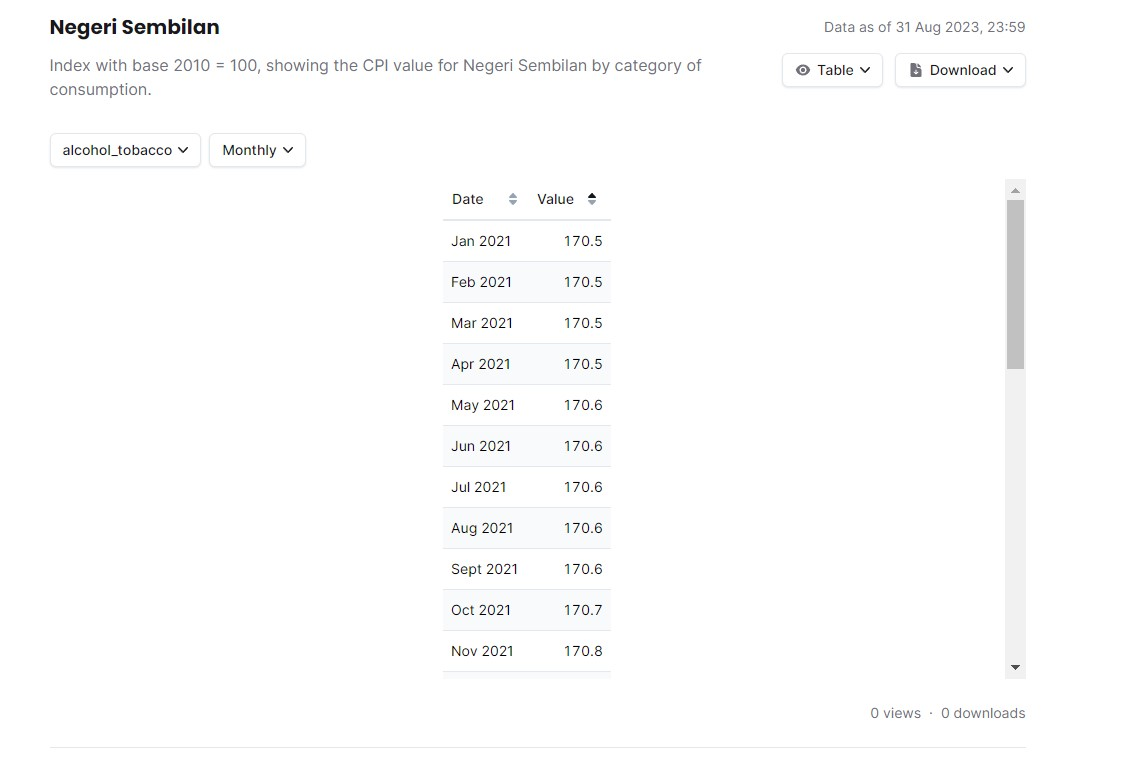 Negeri Sembilan
Data as of 31 Aug 2023, 23:59
Index with base 2010 = 100, showing the CPI value for Negeri Sembilan by category of
consumption.
Table
Download
alcohol_tobacco
Monthly
Date Value
Jan 2021 170.5
Feb 2021 170.5
Mar 2021 170.5
Apr 2021 170.5
May 2021 170.6
Jun 2021 170.6
Jul 2021 170.6
Aug 2021 170.6
Sept 2021 170.6
Oct 2021 170.7
Nov 2021 170.8
0 views · 0 downloads